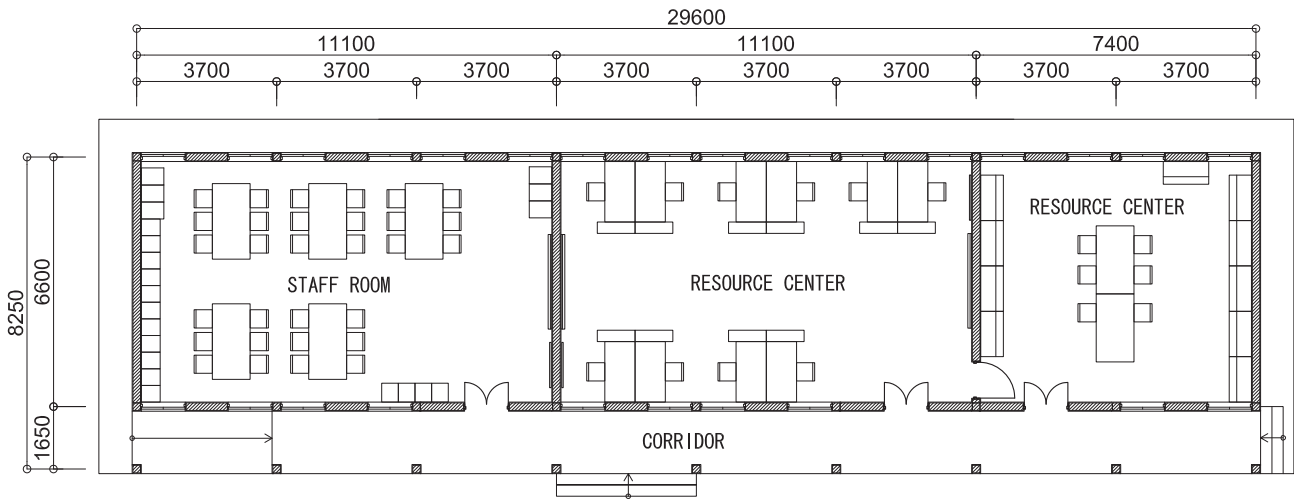 29600
11100 11100 7400
3700 3700 3700 3700 3700 3700 3700 3700
RESOURCE CENTER
STAFF ROOM
RESOURCE CENTER
8250
6600
1650
CORRIDOR